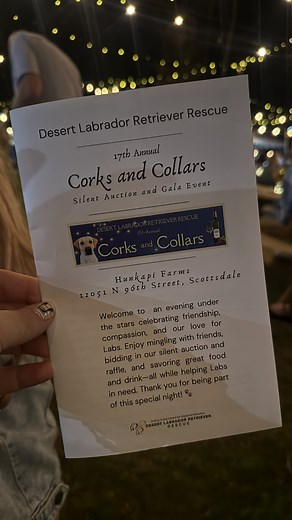 Desert Labrador Retriever Rescue
17th Annual
Corks and Collars
Silent Auction and Gala Event
DESERT LABRADOR RETRIEVER RESCUE
17th Annual
Corks and Collars
Hunkapi Farms
12051 N 96th Street, Scottsdale
Welcome to an evening under
the stars celebrating friendship,
compassion, and our love for
Labs. Enjoy mingling with friends,
bidding in our silent auction and
raffle, and savoring great food
and drink—all while helping Labs
in need. Thank you for being part
of this special night! 🐾
DESERT LABRADOR RETRIEVER
RESCUE